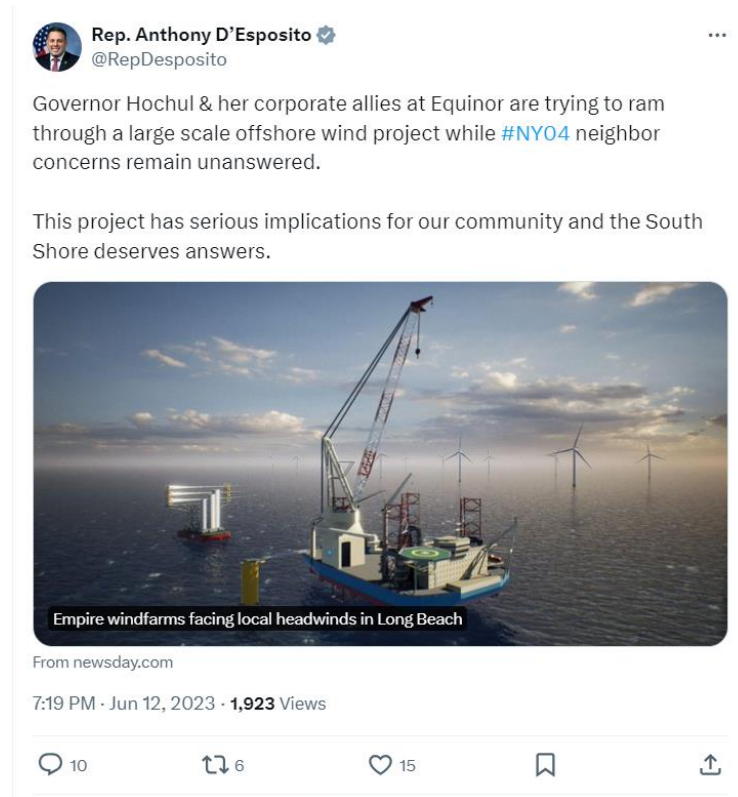 Rep. Anthony D’Esposito
@RepDesposito
Governor Hochul & her corporate allies at Equinor are trying to ram
through a large scale offshore wind project while #NY04 neighbor
concerns remain unanswered.
This project has serious implications for our community and the South
Shore deserves answers.
Empire windfarms facing local headwinds in Long Beach
From newsday.com
7:19 PM · Jun 12, 2023 · 1,923 Views
10 6 15